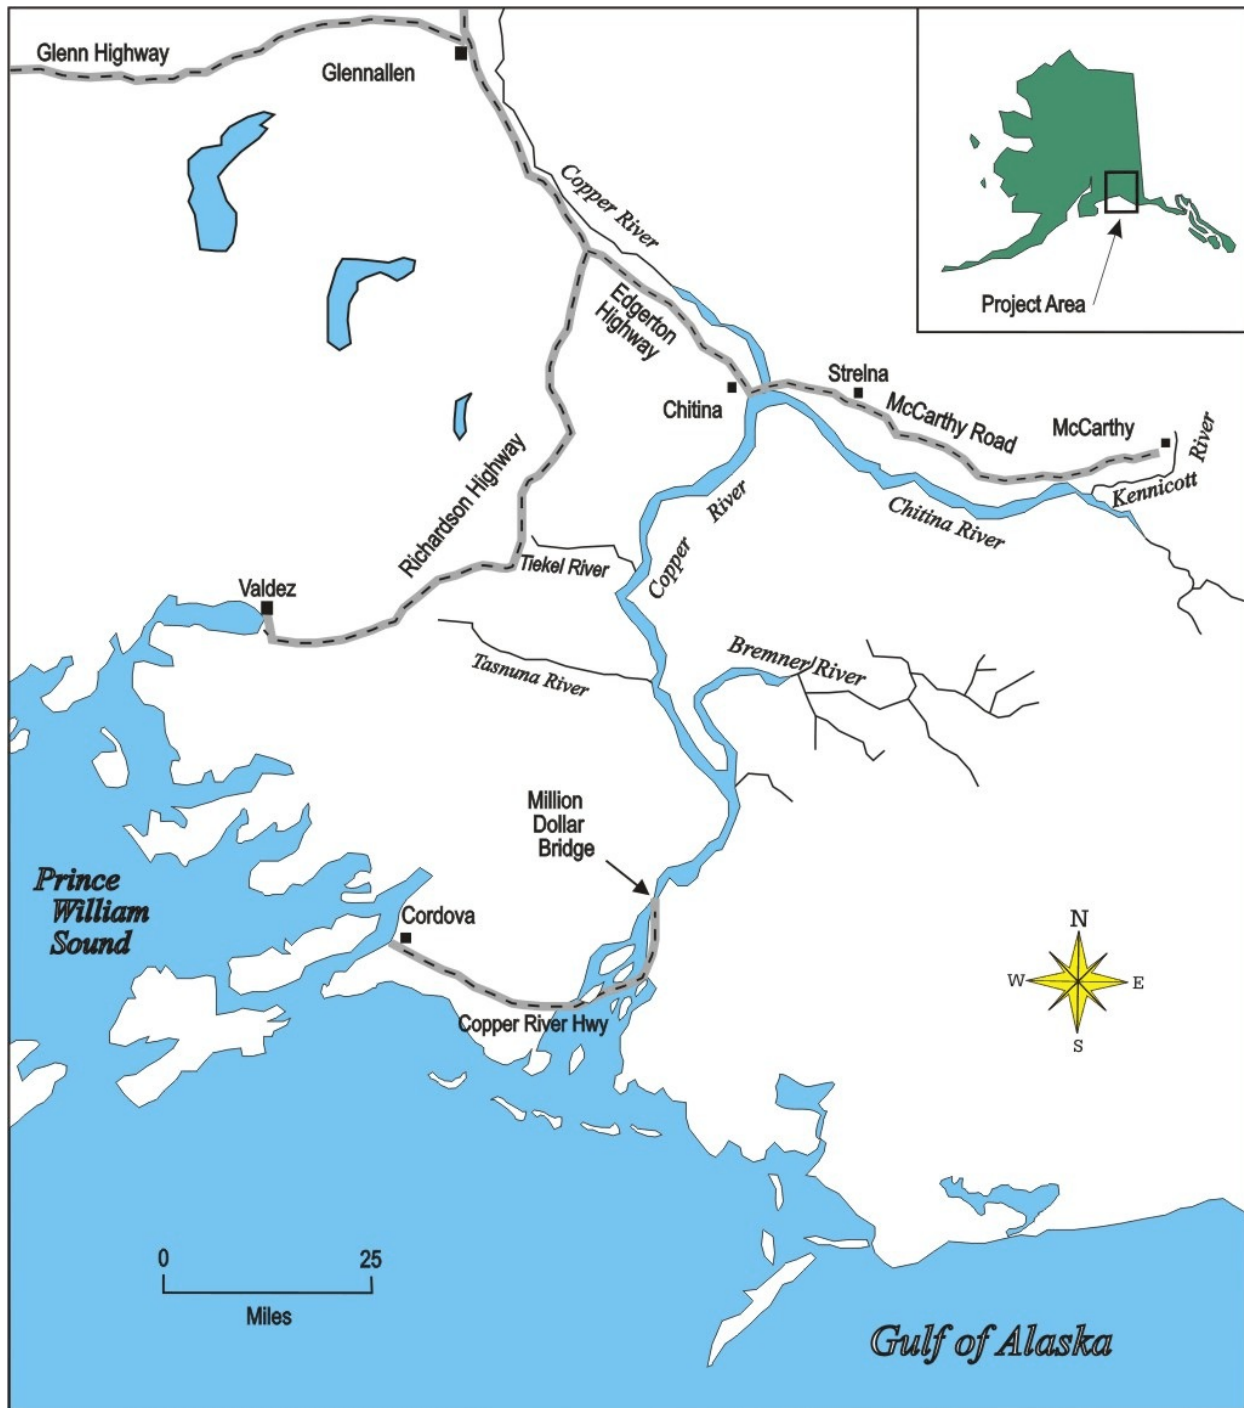 Glenn Highway
Glennallen
Copper River
Project Area
Edgerton
Highway
Strelna
Chitina
McCarthy Road
McCarthy
River
Kennicott
Richardson Highway
River
Copper
Chitina River
Tiekel River
Valdez
Tasnuna River
Bremner River
Million
Dollar
Bridge
Prince
William
Sound
Cordova
Copper River Hwy
N
W
E
S
0
25
Miles
Gulf of Alaska